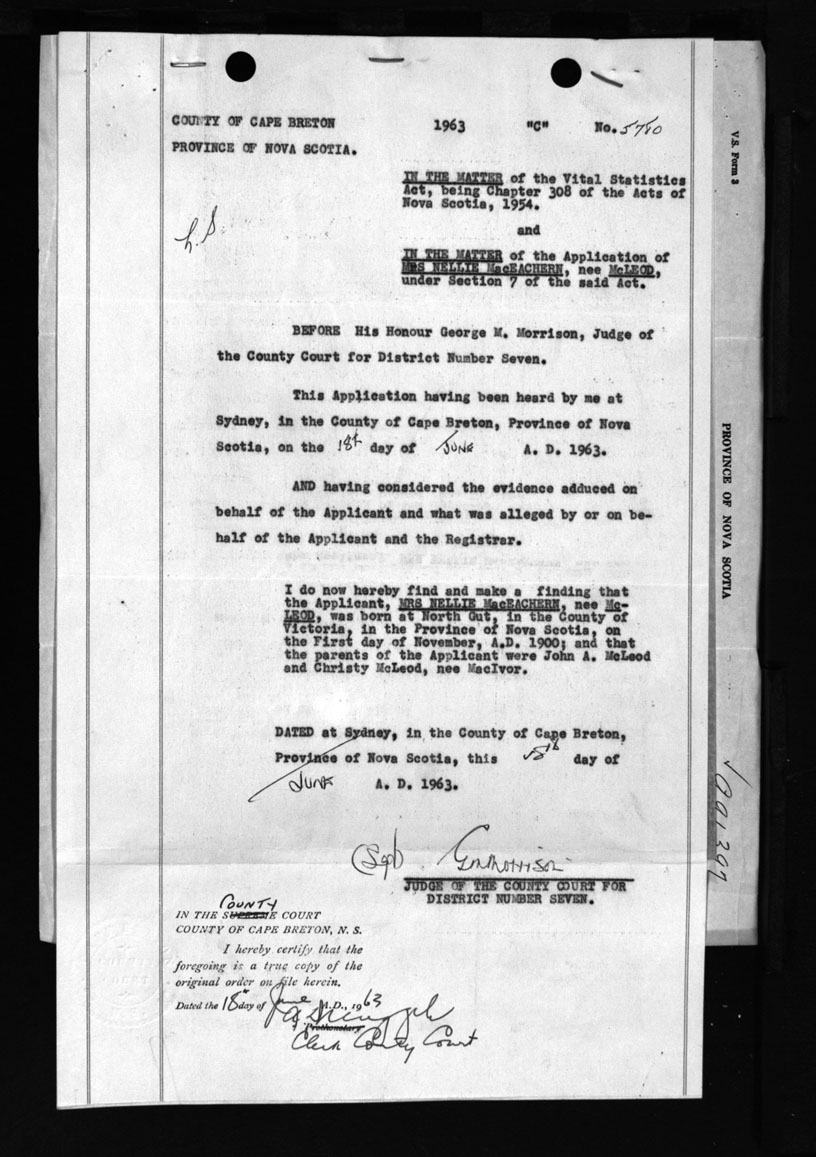 COUNTY OF CAPE BRETON
PROVINCE OF NOVA SCOTIA.
1963 "C" No. 5780
IN THE MATTER of the Vital Statistics
Act, being Chapter 308 of the Acts of
Nova Scotia, 1954.
and
IN THE MATTER of the Application of
MRS NELLIE MacEACHERN, nee McLEOD,
under Section 7 of the said Act.
L. S.
BEFORE His Honour George M. Morrison, Judge of
the County Court for District Number Seven.
This Application having been heard by me at
Sydney, in the County of Cape Breton, Province of Nova
Scotia, on the 18th day of June A. D. 1963.
AND having considered the evidence adduced on
behalf of the Applicant and what was alleged by or on be-
half of the Applicant and the Registrar.
I do now hereby find and make a finding that
the Applicant, MRS NELLIE MacEACHERN, nee Mc-
LEOD, was born at North Gut, in the County of
Victoria, in the Province of Nova Scotia, on
the First day of November, A.D. 1900; and that
the parents of the Applicant were John A. McLeod
and Christy McLeod, nee MacIvor.
DATED at Sydney, in the County of Cape Breton,
Province of Nova Scotia, this 18th day of
June A. D. 1963.
(Sgd) G M Morrison
JUDGE OF THE COUNTY COURT FOR
DISTRICT NUMBER SEVEN.
COUNTY
IN THE SUPREME COURT
COUNTY OF CAPE BRETON, N. S.
I hereby certify that the
foregoing is a true copy of the
original order on file herein.
Dated the 18th day of June A.D., 1963
Prothonotary
Clerk County Court
V.S. Form 3
PROVINCE OF NOVA SCOTIA